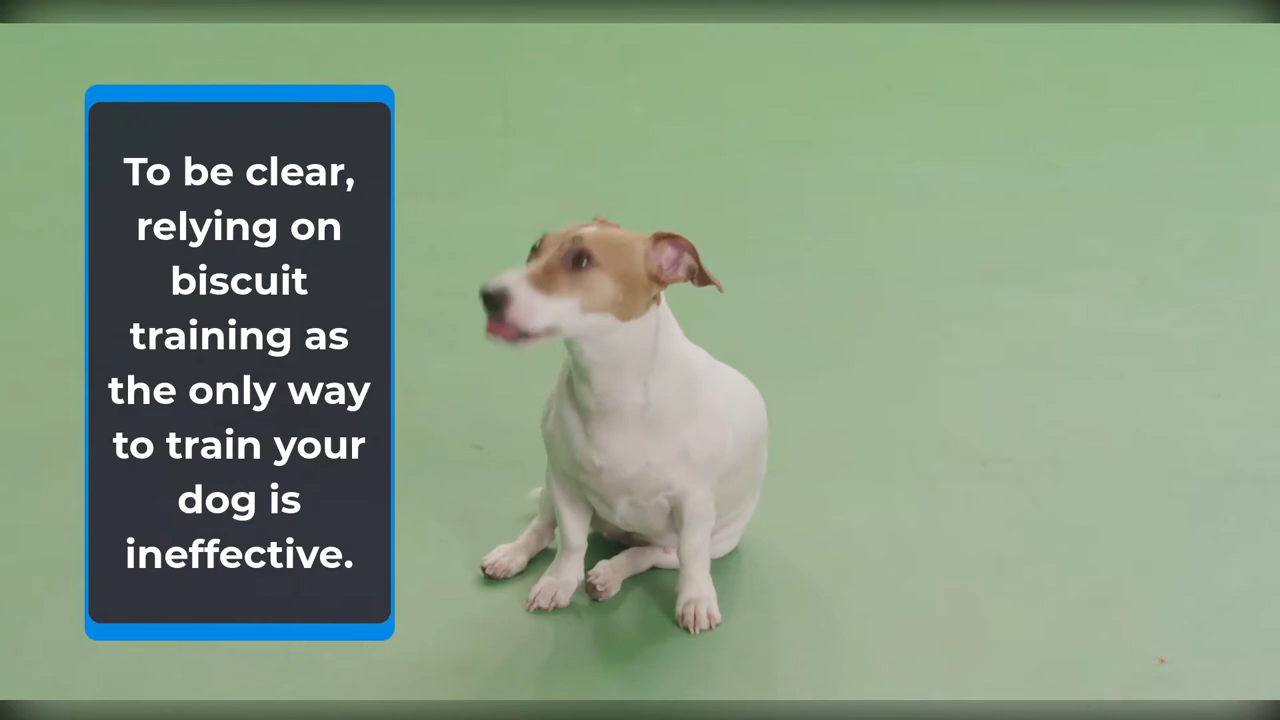 To be clear,
relying on
biscuit
training as
the only way
to train your
dog is
ineffective.